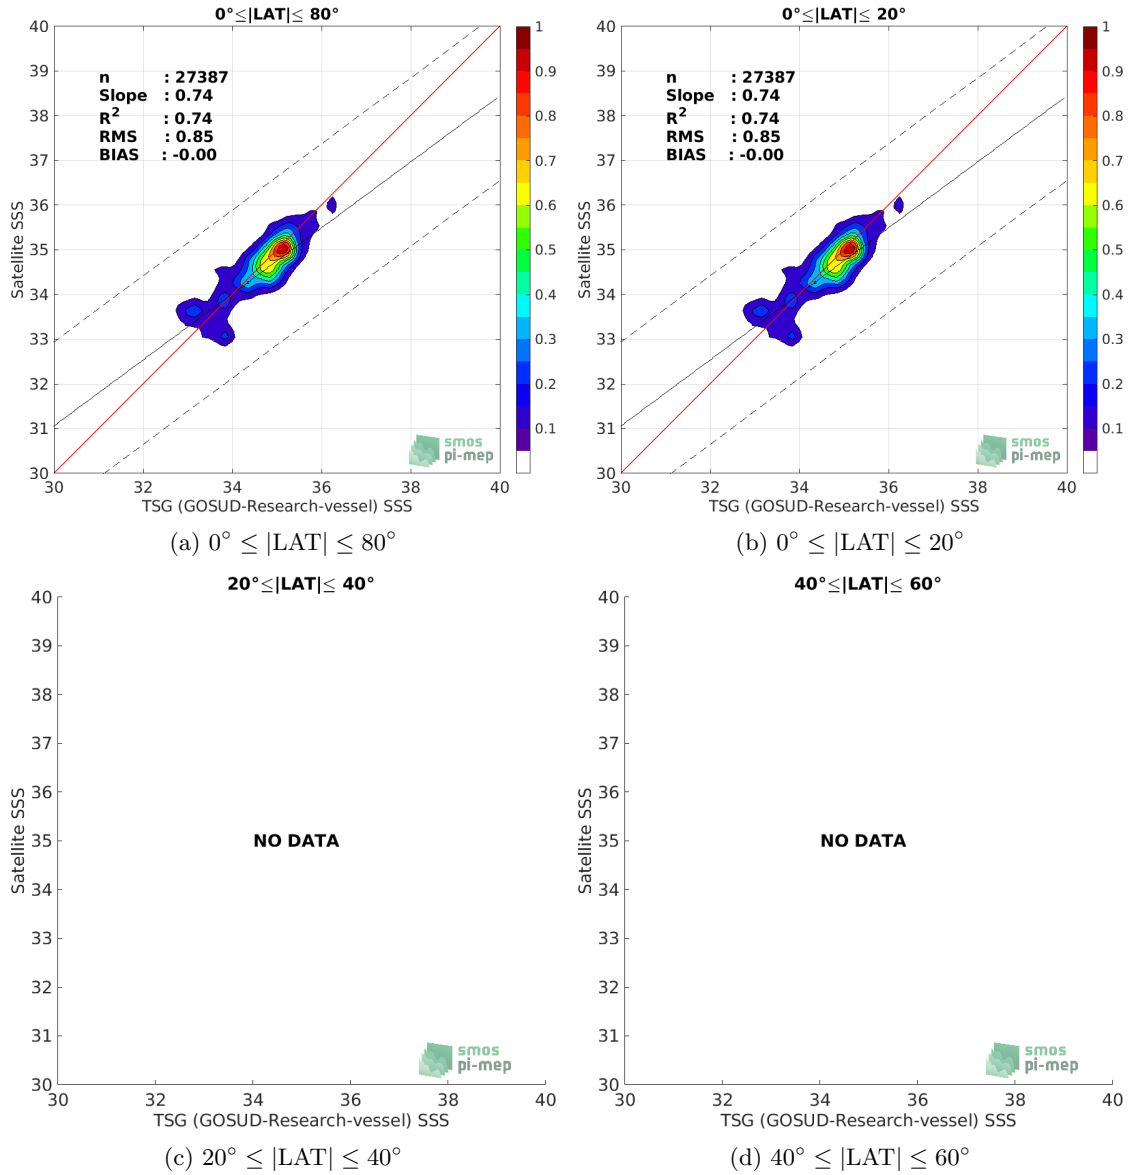 0°≤|LAT|≤ 80°
n : 27387
Slope : 0.74
R² : 0.74
RMS : 0.85
BIAS : -0.00
40
39
38
37
36
35
34
33
32
31
30
Satellite SSS
30 32 34 36 38 40
TSG (GOSUD-Research-vessel) SSS
1
0.9
0.8
0.7
0.6
0.5
0.4
0.3
0.2
0.1
smos
pi-mep
(a) 0° ≤ |LAT| ≤ 80°
0°≤|LAT|≤ 20°
n : 27387
Slope : 0.74
R² : 0.74
RMS : 0.85
BIAS : -0.00
40
39
38
37
36
35
34
33
32
31
30
Satellite SSS
30 32 34 36 38 40
TSG (GOSUD-Research-vessel) SSS
1
0.9
0.8
0.7
0.6
0.5
0.4
0.3
0.2
0.1
smos
pi-mep
(b) 0° ≤ |LAT| ≤ 20°
20°≤|LAT|≤ 40°
40
39
38
37
36
35
34
33
32
31
30
Satellite SSS
NO DATA
30 32 34 36 38 40
TSG (GOSUD-Research-vessel) SSS
smos
pi-mep
(c) 20° ≤ |LAT| ≤ 40°
40°≤|LAT|≤ 60°
40
39
38
37
36
35
34
33
32
31
30
Satellite SSS
NO DATA
30 32 34 36 38 40
TSG (GOSUD-Research-vessel) SSS
smos
pi-mep
(d) 40° ≤ |LAT| ≤ 60°